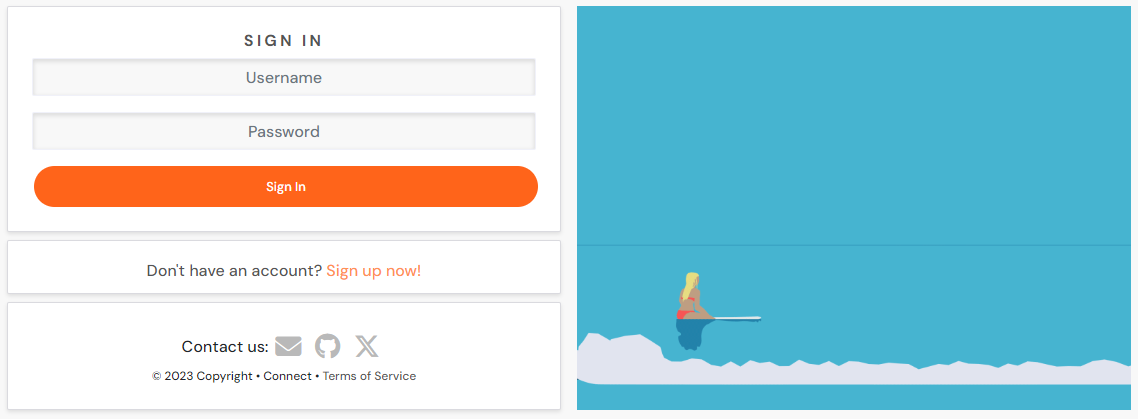 SIGN IN
Username
Password
Sign In
Don't have an account? Sign up now!
Contact us:
© 2023 Copyright • Connect • Terms of Service